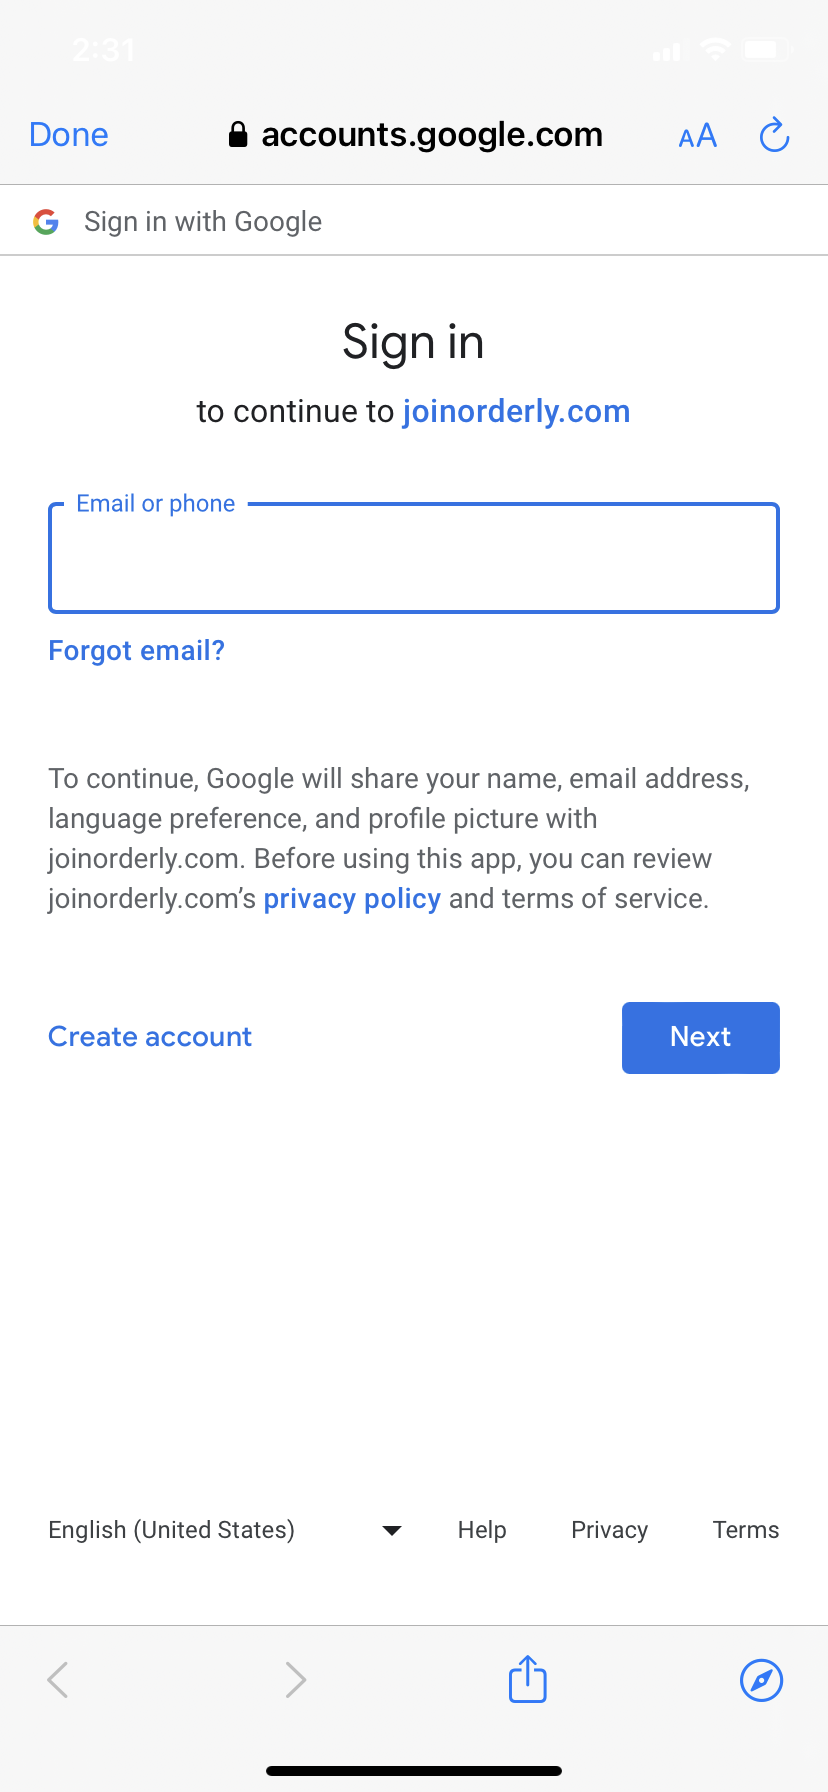 2:31
Done accounts.google.com AA
Sign in with Google
Sign in
to continue to joinorderly.com
Email or phone
Forgot email?
To continue, Google will share your name, email address,
language preference, and profile picture with
joinorderly.com. Before using this app, you can review
joinorderly.com’s privacy policy and terms of service.
Create account Next
English (United States) Help Privacy Terms